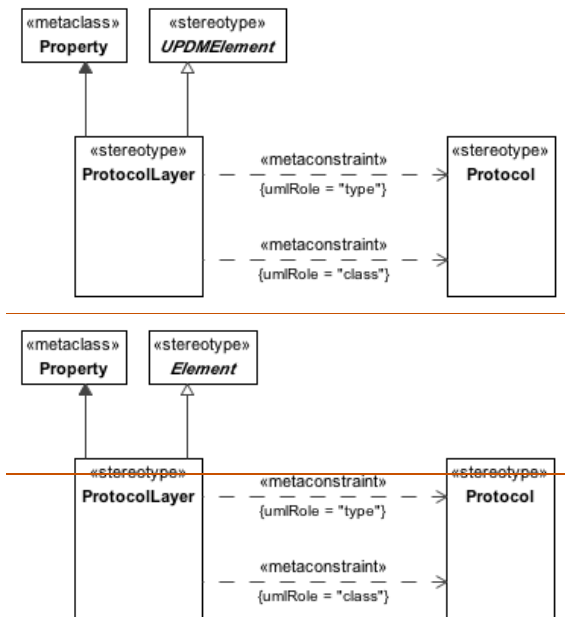 «metaclass» «stereotype»
Property UPDMElement
«stereotype» «metaconstraint» «stereotype»
ProtocolLayer {umlRole = "type"} Protocol
«metaconstraint»
{umlRole = "class"}
«metaclass» «stereotype»
Property Element
«stereotype» «metaconstraint» «stereotype»
ProtocolLayer {umlRole = "type"} Protocol
«metaconstraint»
{umlRole = "class"}